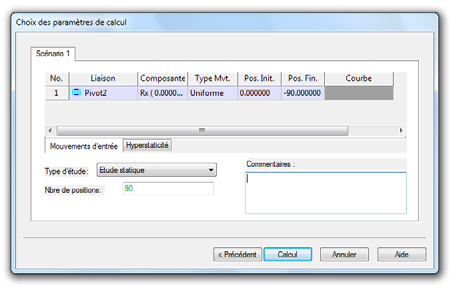 Choix des paramètres de calcul
Scénario 1
No. Liaison Composante Type Mvt. Pos. Init. Pos. Fin. Courbe
1 Pivot2 Rx ( 0.0000... Uniforme 0.000000 -90.000000
Mouvements d'entrée Hyperstaticité
Type d'étude: Etude statique
Commentaires :
Nbre de positions: 90
< Précédent Calcul Annuler Aide